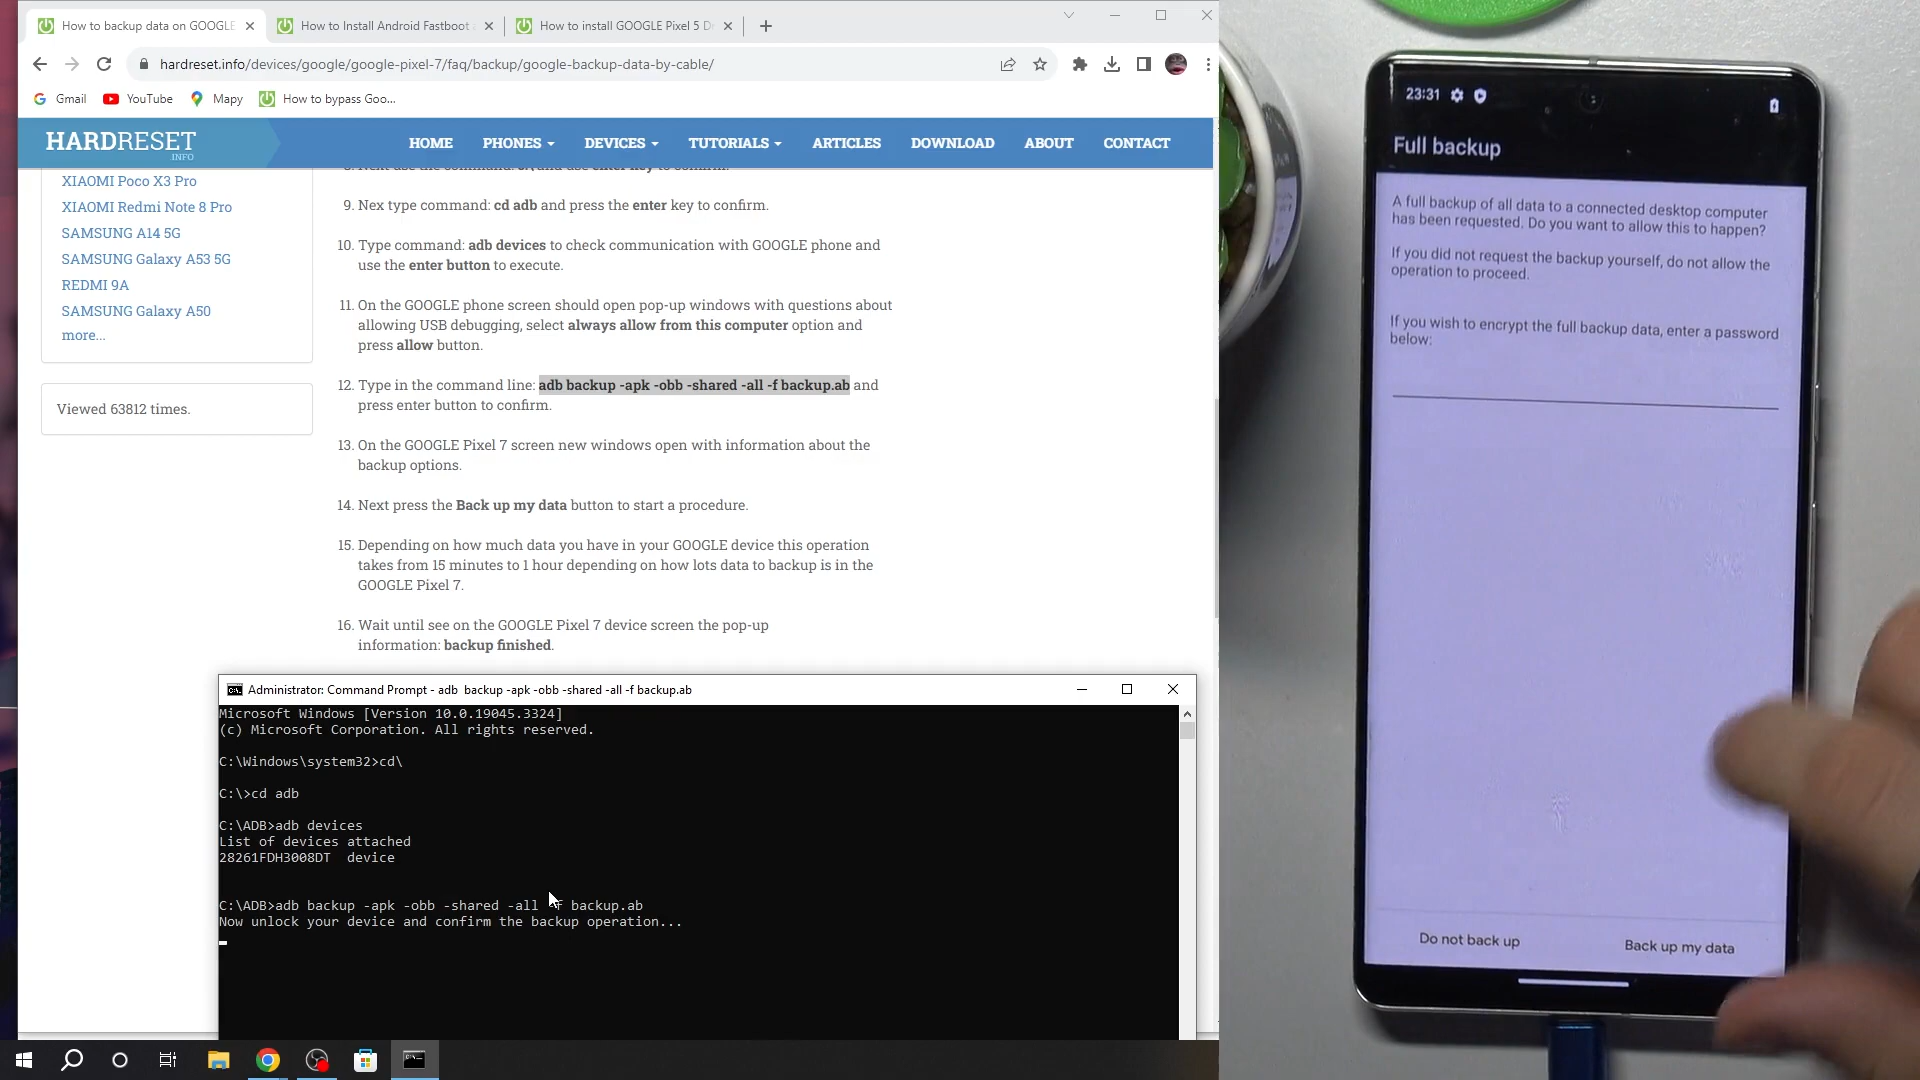 How to backup data on GOOGLE
How to Install Android Fastboot
How to install GOOGLE Pixel 5 D
hardreset.info/devices/google/google-pixel-7/faq/backup/google-backup-data-by-cable/
Gmail
YouTube
Mapy
How to bypass Goo...
HARDRESET
.INFO
HOME
PHONES
DEVICES
TUTORIALS
ARTICLES
DOWNLOAD
ABOUT
CONTACT
XIAOMI Poco X3 Pro
XIAOMI Redmi Note 8 Pro
SAMSUNG A14 5G
SAMSUNG Galaxy A53 5G
REDMI 9A
SAMSUNG Galaxy A50
more...
Viewed 63812 times.
9. Nex type command: cd adb and press the enter key to confirm.
10. Type command: adb devices to check communication with GOOGLE phone and
use the enter button to execute.
11. On the GOOGLE phone screen should open pop-up windows with questions about
allowing USB debugging, select always allow from this computer option and
press allow button.
12. Type in the command line: adb backup -apk -obb -shared -all -f backup.ab and
press enter button to confirm.
13. On the GOOGLE Pixel 7 screen new windows open with information about the
backup options.
14. Next press the Back up my data button to start a procedure.
15. Depending on how much data you have in your GOOGLE device this operation
takes from 15 minutes to 1 hour depending on how lots data to backup is in the
GOOGLE Pixel 7.
16. Wait until see on the GOOGLE Pixel 7 device screen the pop-up
information: backup finished.
Administrator: Command Prompt - adb  backup -apk -obb -shared -all -f backup.ab
Microsoft Windows [Version 10.0.19045.3324]
(c) Microsoft Corporation. All rights reserved.
C:\Windows\system32>cd\
C:\>cd adb
C:\ADB>adb devices
List of devices attached
28261FDH3008DT  device
C:\ADB>adb backup -apk -obb -shared -all -f backup.ab
Now unlock your device and confirm the backup operation...
23:31
Full backup
A full backup of all data to a connected desktop computer
has been requested. Do you want to allow this to happen?
If you did not request the backup yourself, do not allow the
operation to proceed.
If you wish to encrypt the full backup data, enter a password
below:
Do not back up
Back up my data